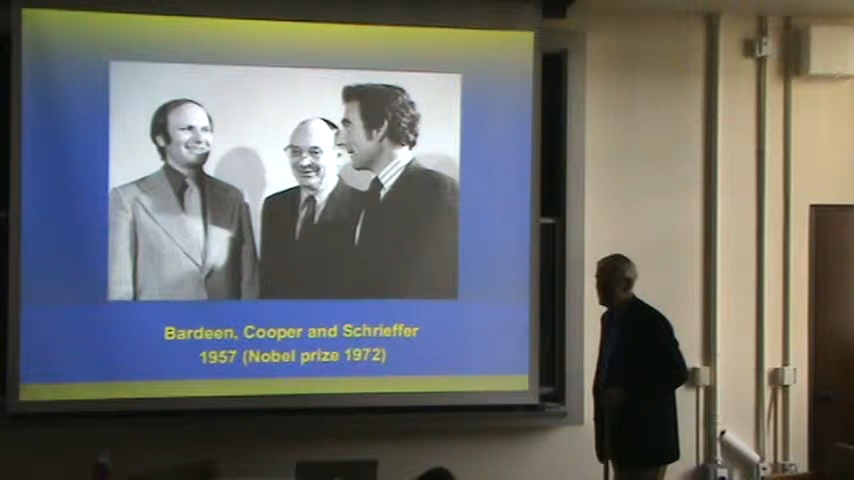 Bardeen, Cooper and Schrieffer
1957 (Nobel prize 1972)